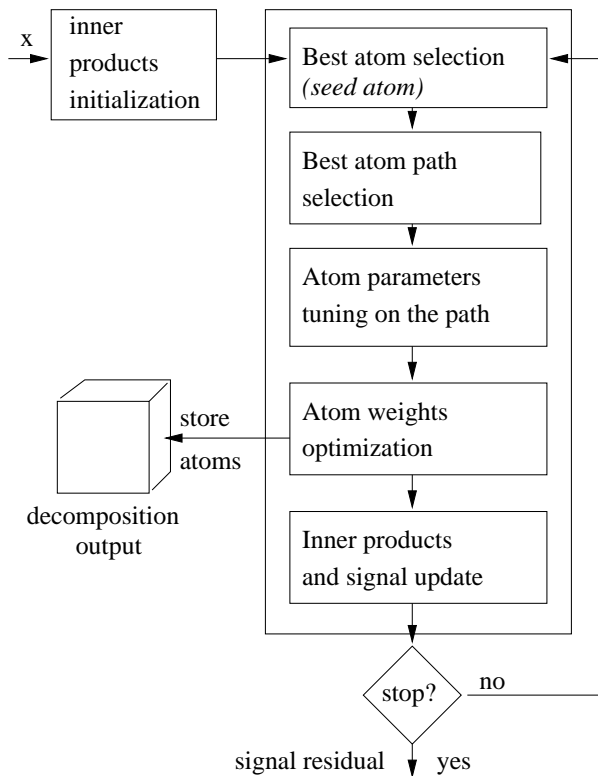 x
inner
products
initialization
Best atom selection
(seed atom)
Best atom path
selection
Atom parameters
tuning on the path
Atom weights
optimization
store
atoms
decomposition
output
Inner products
and signal update
stop?
no
signal residual
yes